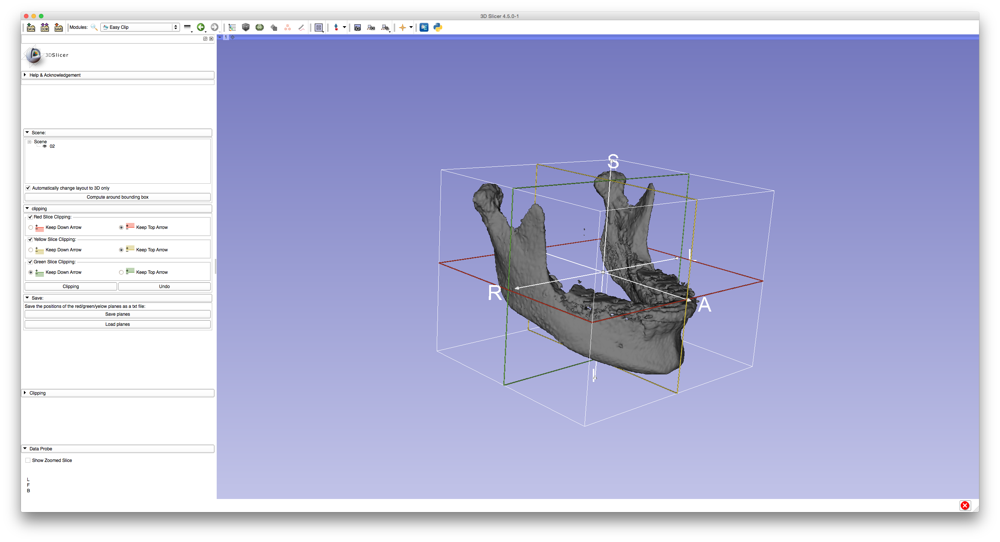 3D Slicer 4.5.0-1
DATA DCM SAVE Modules: Easy Clip
1
3DSlicer
Help & Acknowledgement
Scene:
Scene
02
Automatically change layout to 3D only
Compute around bounding box
clipping
Red Slice Clipping:
Keep Down Arrow Keep Top Arrow
Yellow Slice Clipping:
Keep Down Arrow Keep Top Arrow
Green Slice Clipping:
Keep Down Arrow Keep Top Arrow
Clipping Undo
Save:
Save the positions of the red/green/yelow planes as a txt file:
Save planes
Load planes
Clipping
Data Probe
Show Zoomed Slice
L
F
B
S
L
R
A
I